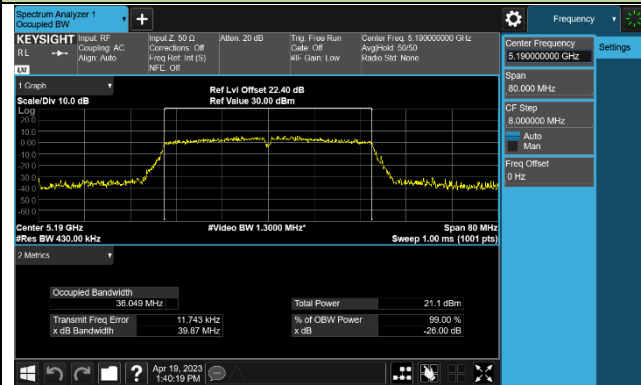 Spectrum Analyzer 1
Occupied BW
Frequency
KEYSIGHT
RL
LXI
Input: RF
Coupling: AC
Align: Auto
Input Z: 50 Ω
Corrections: Off
Freq Ref: Int (S)
NFE: Off
Atten: 20 dB
Trig: Free Run
Gate: Off
#IF Gain: Low
Center Freq: 5.190000000 GHz
Avg|Hold: 50/50
Radio Std: None
Center Frequency
5.190000000 GHz
Settings
Span
80.000 MHz
CF Step
8.000000 MHz
Auto
Man
Freq Offset
0 Hz
1 Graph
Scale/Div 10.0 dB
Ref Lvl Offset 22.40 dB
Ref Value 30.00 dBm
Log
20.0
10.0
0.00
-10.0
-20.0
-30.0
-40.0
-50.0
-60.0
Center 5.19 GHz
#Res BW 430.00 kHz
#Video BW 1.3000 MHz*
Span 80 MHz
Sweep 1.00 ms (1001 pts)
2 Metrics
Occupied Bandwidth
36.049 MHz
Total Power 21.1 dBm
Transmit Freq Error 11.743 kHz
% of OBW Power 99.00 %
x dB Bandwidth 39.87 MHz
x dB -26.00 dB
?
Apr 19, 2023
1:40:19 PM